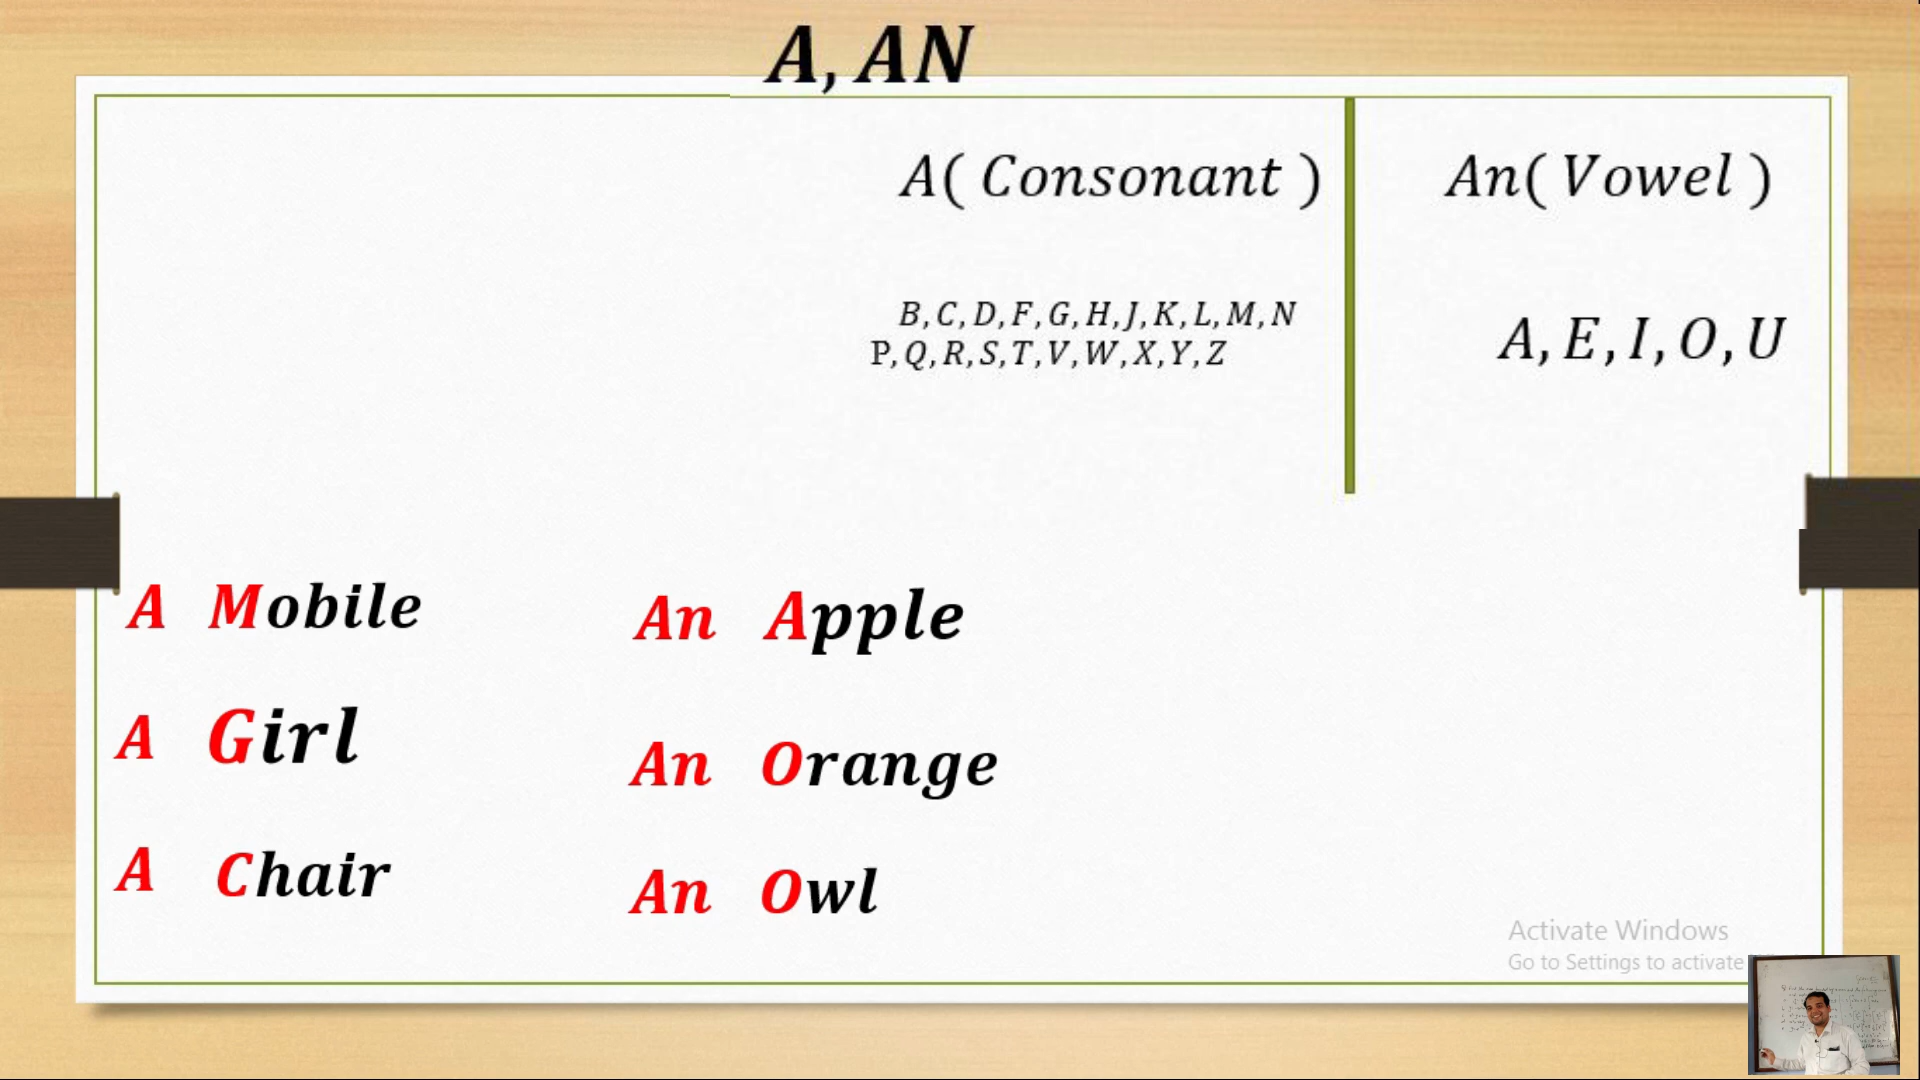 A, AN
A( Consonant )
An( Vowel )
B,C,D,F,G,H,J,K,L,M,N
P,Q,R,S,T,V,W,X,Y,Z
A,E,I,O,U
A Mobile
An Apple
A Girl
An Orange
A Chair
An Owl
Activate Windows
Go to Settings to activate